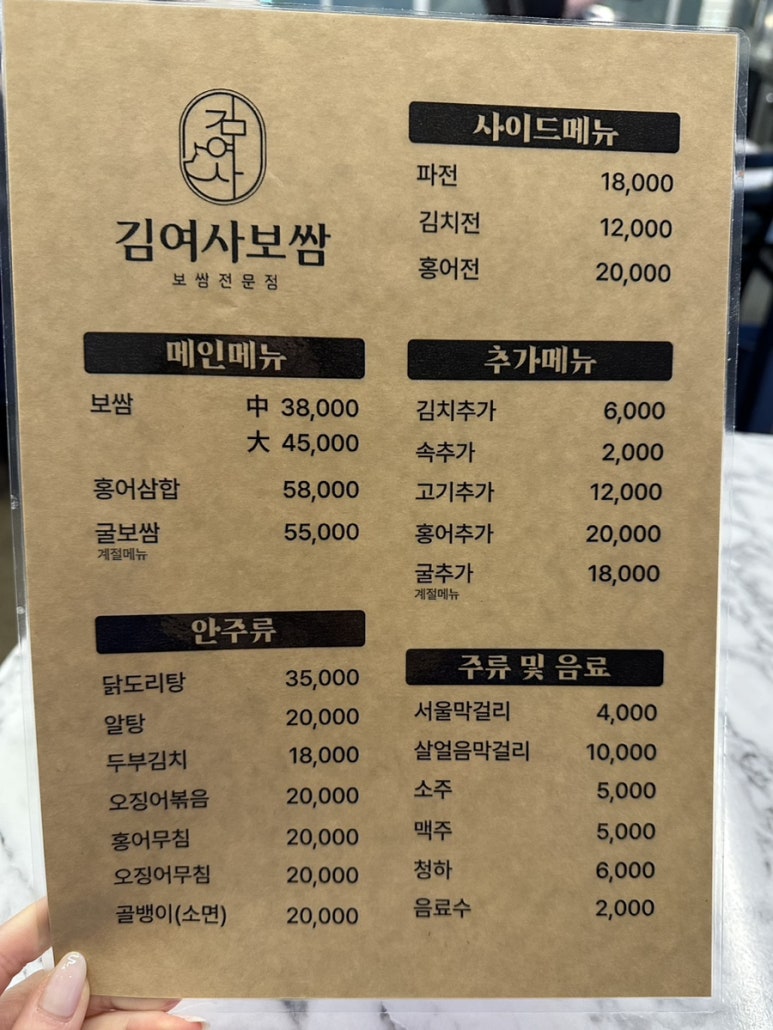 김여사
김여사보쌈
보쌈전문점
메인메뉴
보쌈 中 38,000
大 45,000
홍어삼합 58,000
굴보쌈 55,000
계절메뉴
안주류
닭도리탕 35,000
알탕 20,000
두부김치 18,000
오징어볶음 20,000
홍어무침 20,000
오징어무침 20,000
골뱅이(소면) 20,000
사이드메뉴
파전 18,000
김치전 12,000
홍어전 20,000
추가메뉴
김치추가 6,000
속추가 2,000
고기추가 12,000
홍어추가 20,000
굴추가 18,000
계절메뉴
주류 및 음료
서울막걸리 4,000
살얼음막걸리 10,000
소주 5,000
맥주 5,000
청하 6,000
음료수 2,000